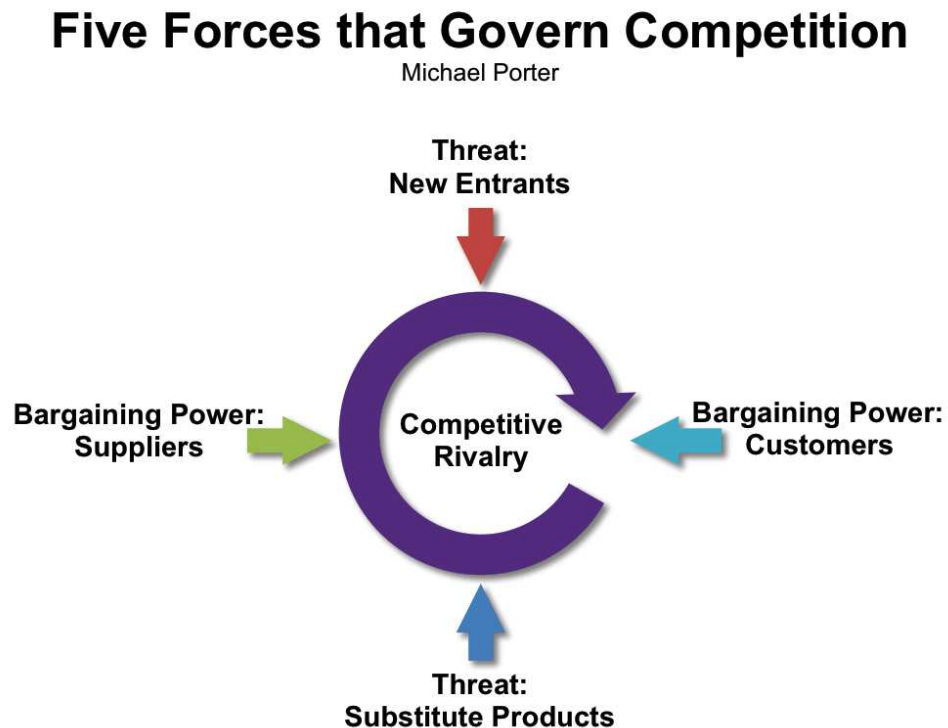 Five Forces that Govern Competition
Michael Porter
Threat:
New Entrants
Bargaining Power:
Suppliers
Competitive
Rivalry
Bargaining Power:
Customers
Threat:
Substitute Products